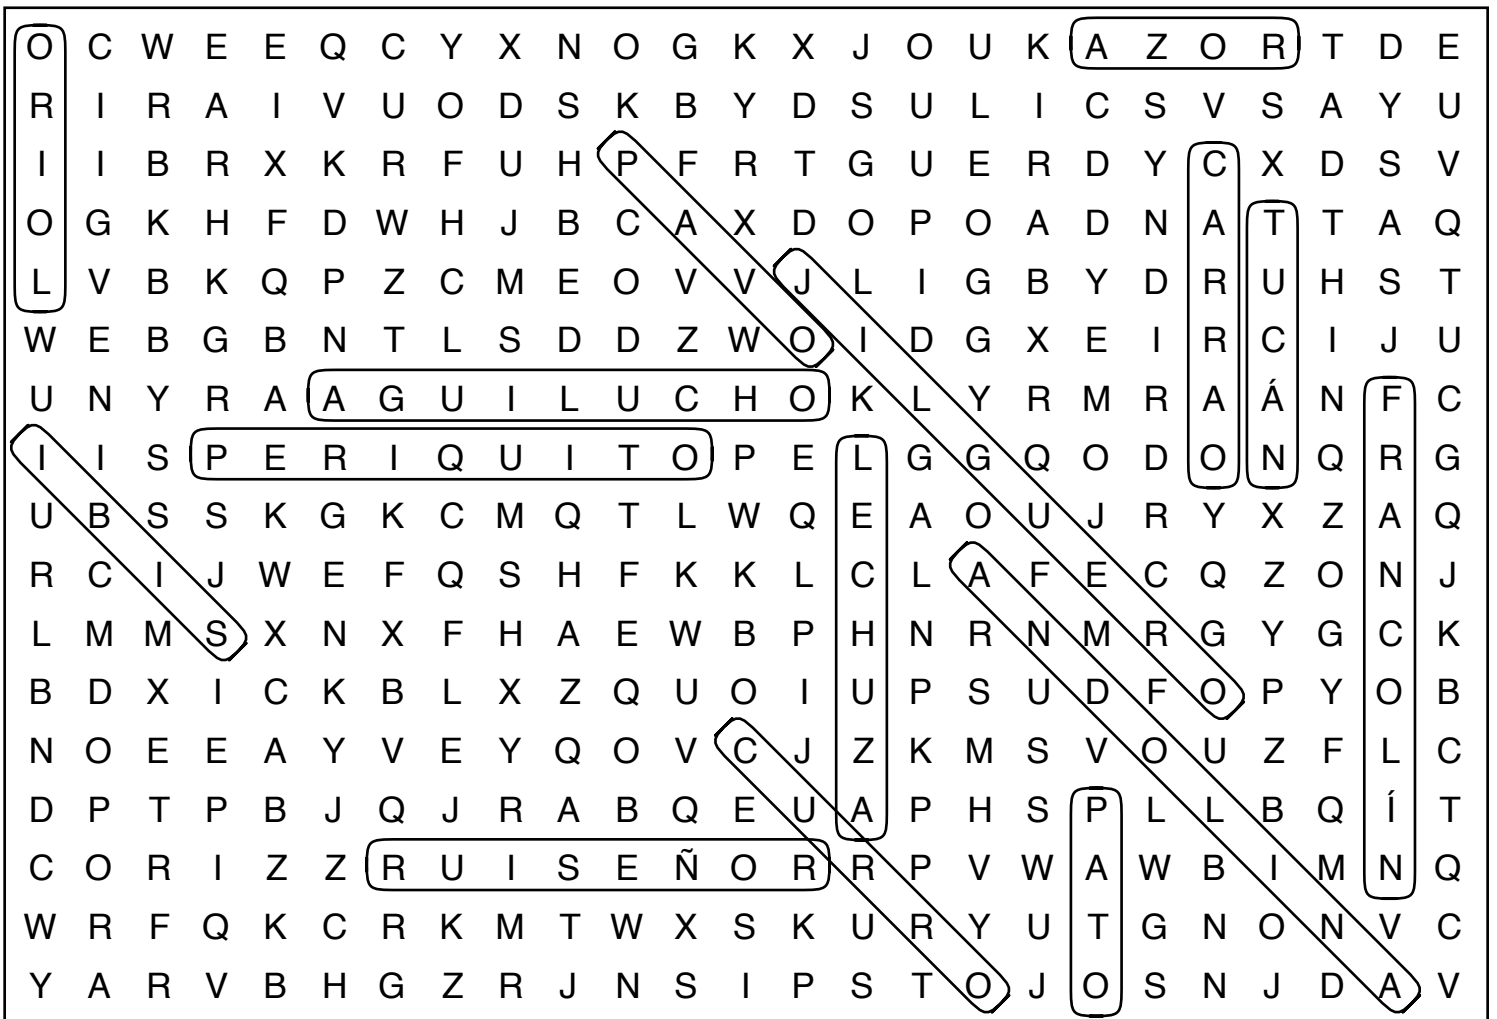 O C W E E Q C Y X N O G K X J O U K A Z O R T D E
R I R A I V U O D S K B Y D S U L I C S V S A Y U
I I B R X K R F U H P F R T G U E R D Y C X D S V
O G K H F D W H J B C A X D O P O A D N A T T A Q
L V B K Q P Z C M E O V V J L I G B Y D R U H S T
W E B G B N T L S D D Z W O I D G X E I R C I J U
U N Y R A A G U I L U C H O K L Y R M R A Á N F C
I I S P E R I Q U I T O P E L G G Q O D O N Q R G
U B S S K G K C M Q T L W Q E A O U J R Y X Z A Q
R C I J W E F Q S H F K K L C L A F E C Q Z O N J
L M M S X N X F H A E W B P H N R N M R G Y G C K
B D X I C K B L X Z Q U O I U P S U D F O P Y O B
N O E E A Y V E Y Q O V C J Z K M S V O U Z F L C
D P T P B J Q J R A B Q E U A P H S P L L B Q Í T
C O R I Z Z R U I S E Ñ O R R P V W A W B I M N Q
W R F Q K C R K M T W X S K U R Y U T G N O N V C
Y A R V B H G Z R J N S I P S T O J O S N J D A V